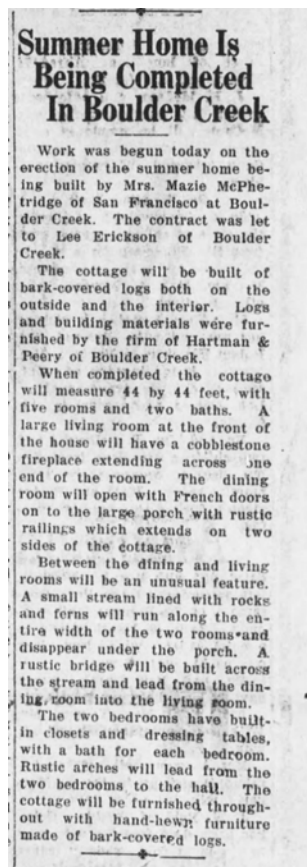 Summer Home Is
Being Completed
In Boulder Creek
Work was begun today on the
erection of the summer home be-
ing built by Mrs. Mazie McPhe-
tridge of San Francisco at Boul-
der Creek. The contract was let
to Lee Erickson of Boulder
Creek.
The cottage will be built of
bark-covered logs both on the
outside and the interior. Logs
and building materials were fur-
nished by the firm of Hartman &
Peery of Boulder Creek.
When completed the cottage
will measure 44 by 44 feet, with
five rooms and two baths. A
large living room at the front of
the house will have a cobblestone
fireplace extending across one
end of the room. The dining
room will open with French doors
on to the large porch with rustic
railings which extends on two
sides of the cottage.
Between the dining and living
rooms will be an unusual feature.
A small stream lined with rocks
and ferns will run along the en-
tire width of the two rooms and
disappear under the porch. A
rustic bridge will be built across
the stream and lead from the din-
ing room into the living room.
The two bedrooms have built-
in closets and dressing tables,
with a bath for each bedroom.
Rustic arches will lead from the
two bedrooms to the hall. The
cottage will be furnished through-
out with hand-hewn furniture
made of bark-covered logs.